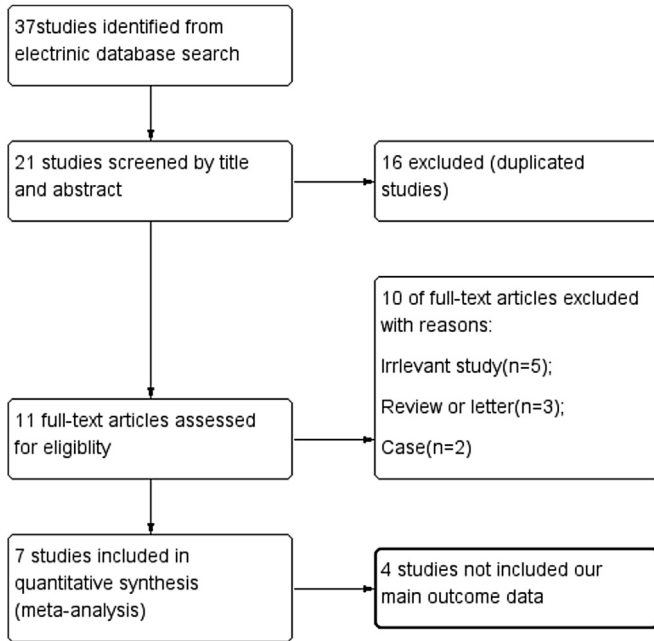 37studies identified from
electrinic database search
21 studies screened by title
and abstract
16 excluded (duplicated
studies)
10 of full-text articles excluded
with reasons:
Irrlevant study(n=5);
Review or letter(n=3);
Case(n=2)
11 full-text articles assessed
for eligiblity
7 studies included in
quantitative synthesis
(meta-analysis)
4 studies not included our
main outcome data